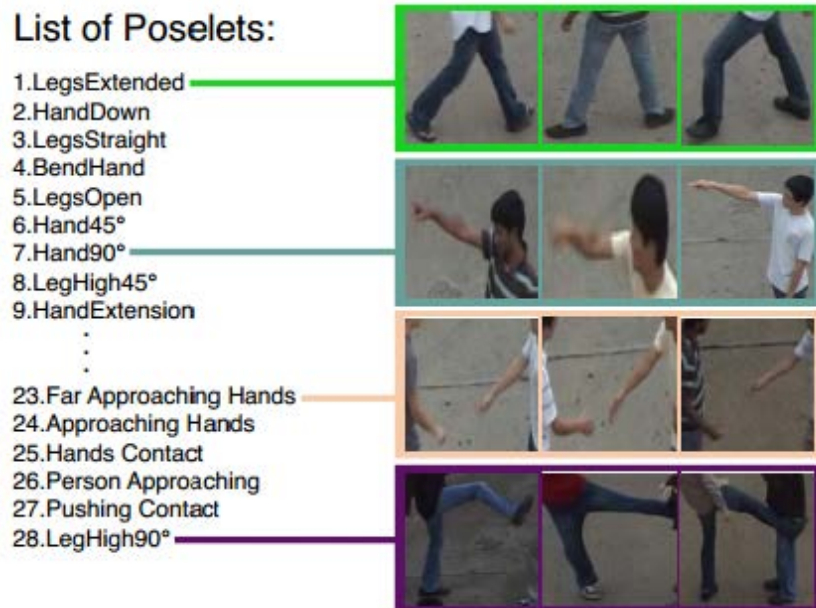 List of Poselets:
1.LegsExtended
2.HandDown
3.LegsStraight
4.BendHand
5.LegsOpen
6.Hand45°
7.Hand90°
8.LegHigh45°
9.HandExtension
.
.
.
23.Far Approaching Hands
24.Approaching Hands
25.Hands Contact
26.Person Approaching
27.Pushing Contact
28.LegHigh90°